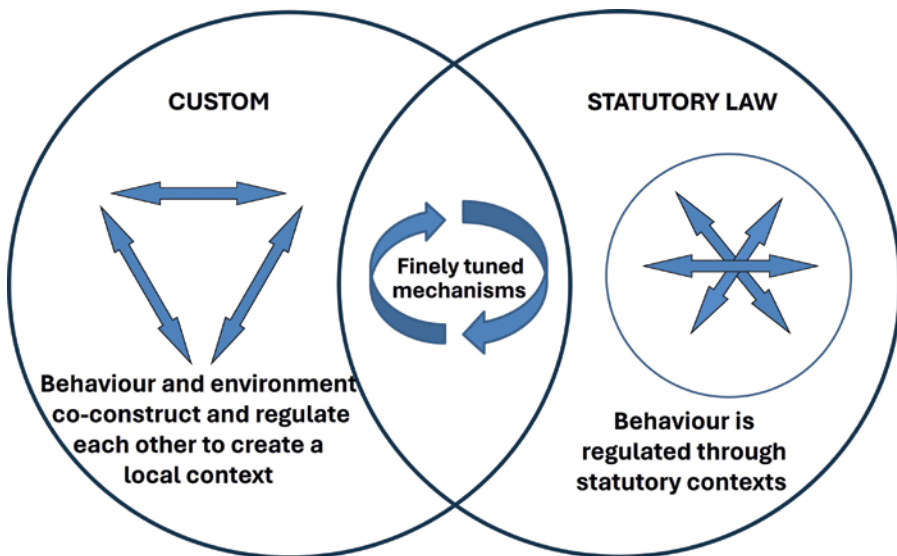 CUSTOM
Behaviour and environment
co-construct and regulate
each other to create a
local context
Finely tuned
mechanisms
STATUTORY LAW
Behaviour is
regulated through
statutory contexts